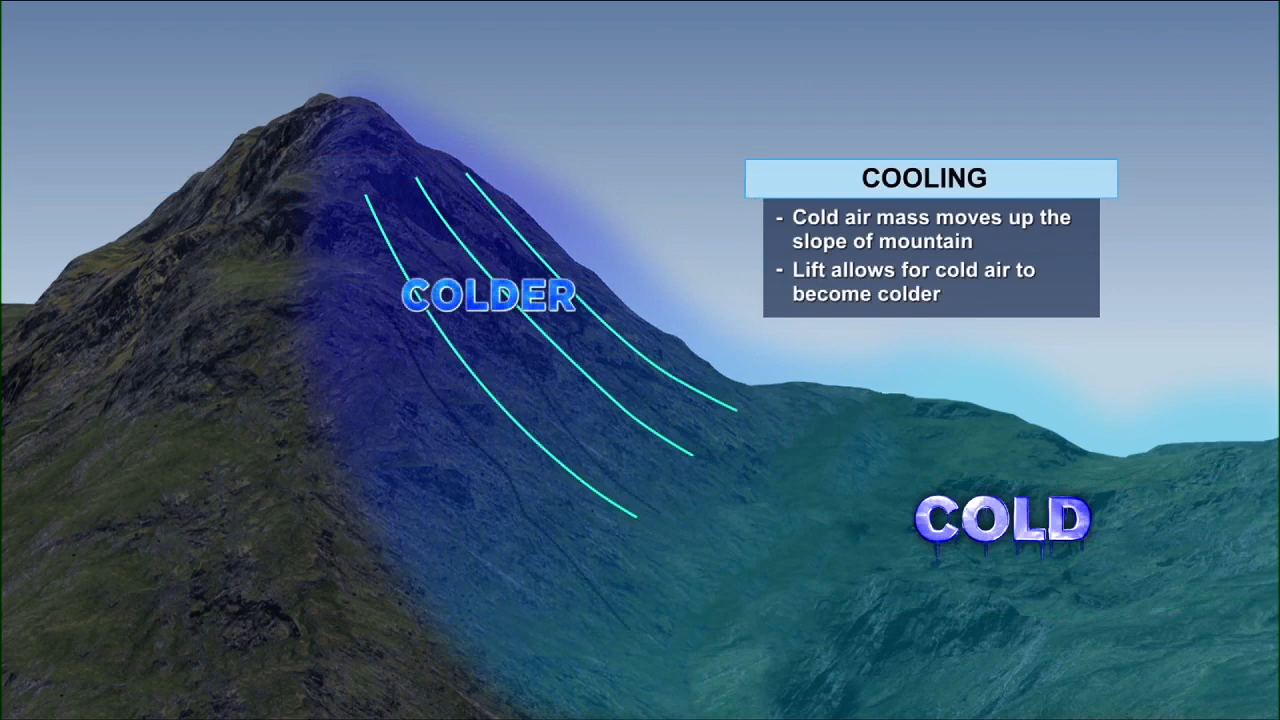 COOLING
- Cold air mass moves up the
slope of mountain
- Lift allows for cold air to
become colder
COLDER
COLD